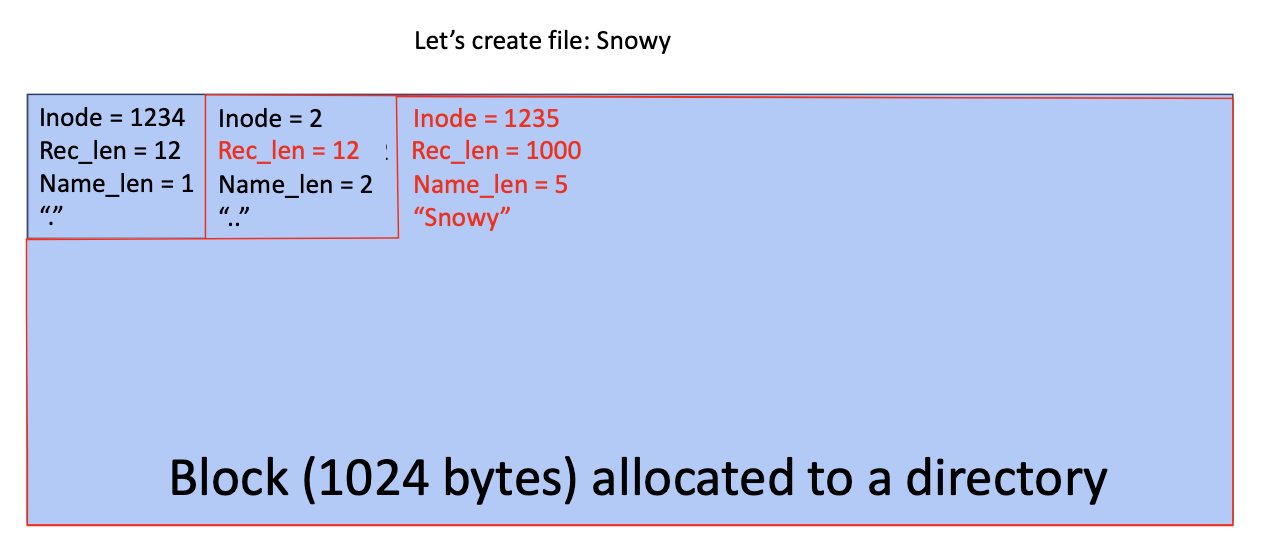 Let’s create file: Snowy
Inode = 1234
Rec_len = 12
Name_len = 1
“.”
Inode = 2
Rec_len = 12
Name_len = 2
“..”
Inode = 1235
Rec_len = 1000
Name_len = 5
“Snowy”
Block (1024 bytes) allocated to a directory